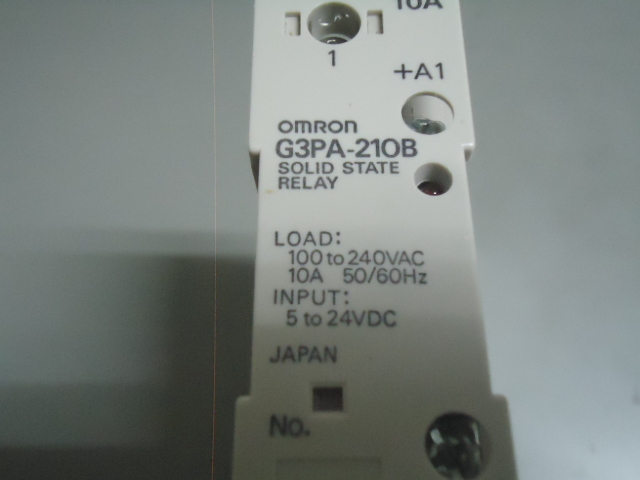 10A
1
+A1
omron
G3PA-210B
SOLID STATE
RELAY
LOAD:
100 to 240VAC
10A 50/60Hz
INPUT:
5 to 24VDC
JAPAN
No.